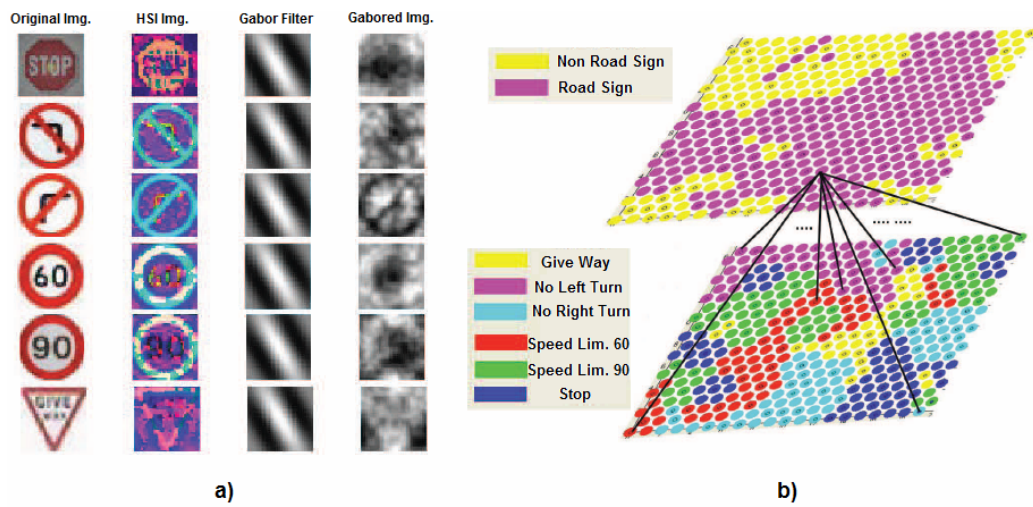 Original Img. HSI Img. Gabor Filter Gabored Img.
STOP
60
90
GIVE
WAY
a)
Non Road Sign
Road Sign
.... .... ....
Give Way
No Left Turn
No Right Turn
Speed Lim. 60
Speed Lim. 90
Stop
b)